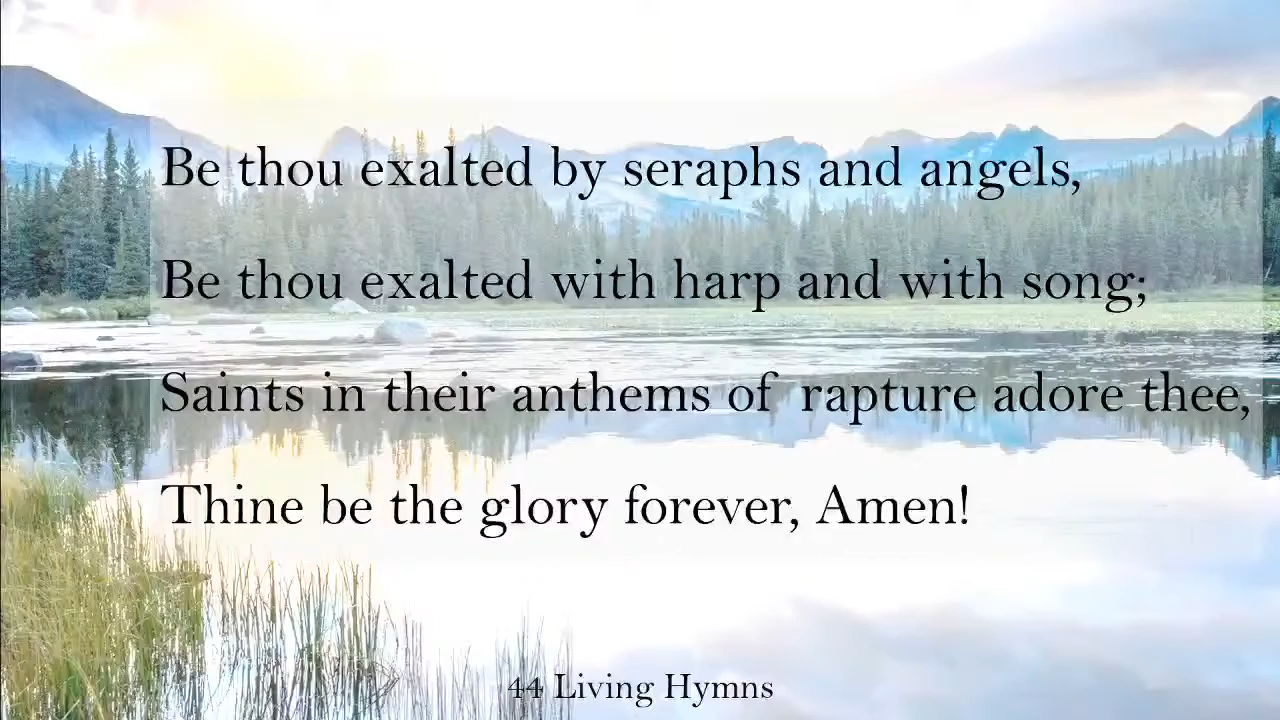 Be thou exalted by seraphs and angels,
Be thou exalted with harp and with song;
Saints in their anthems of rapture adore thee,
Thine be the glory forever, Amen!
44 Living Hymns